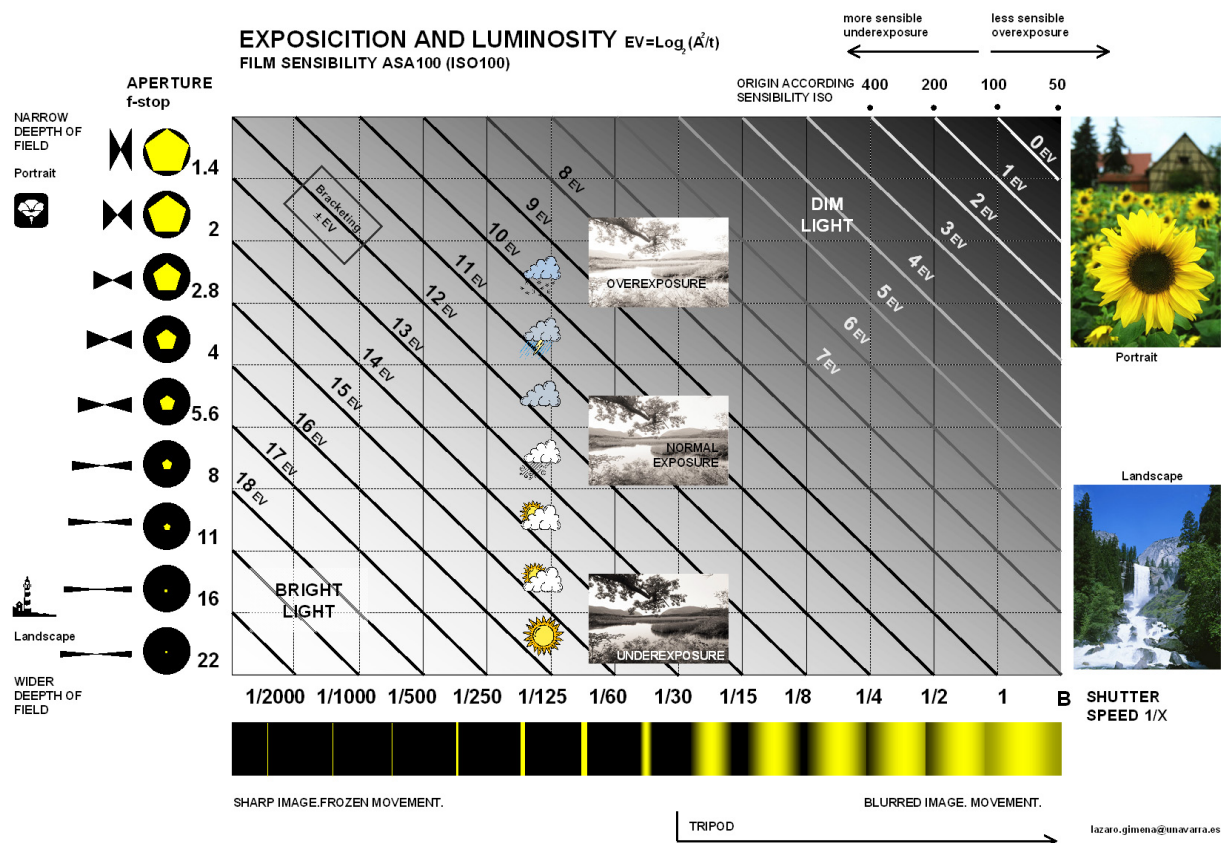 more sensible
underexposure
less sensible
overexposure
EXPOSICITION AND LUMINOSITY EV=Log₂(A²/t)
FILM SENSIBILITY ASA100 (ISO100)
APERTURE
f-stop
ORIGIN ACCORDING
SENSIBILITY ISO
400
200
100
50
NARROW
DEEPTH OF
FIELD
Portrait
1.4
2
2.8
4
5.6
8
11
16
22
Landscape
WIDER
DEEPTH OF
FIELD
Bracketing
± EV
0 EV
1 EV
2 EV
3 EV
4 EV
5 EV
6 EV
7 EV
8 EV
9 EV
10 EV
11 EV
12 EV
13 EV
14 EV
15 EV
16 EV
17 EV
18 EV
DIM
LIGHT
OVEREXPOSURE
NORMAL
EXPOSURE
UNDEREXPOSURE
BRIGHT
LIGHT
Portrait
Landscape
1/2000
1/1000
1/500
1/250
1/125
1/60
1/30
1/15
1/8
1/4
1/2
1
B
SHUTTER
SPEED 1/X
SHARP IMAGE.FROZEN MOVEMENT.
BLURRED IMAGE. MOVEMENT.
TRIPOD
lazaro.gimena@unavarra.es